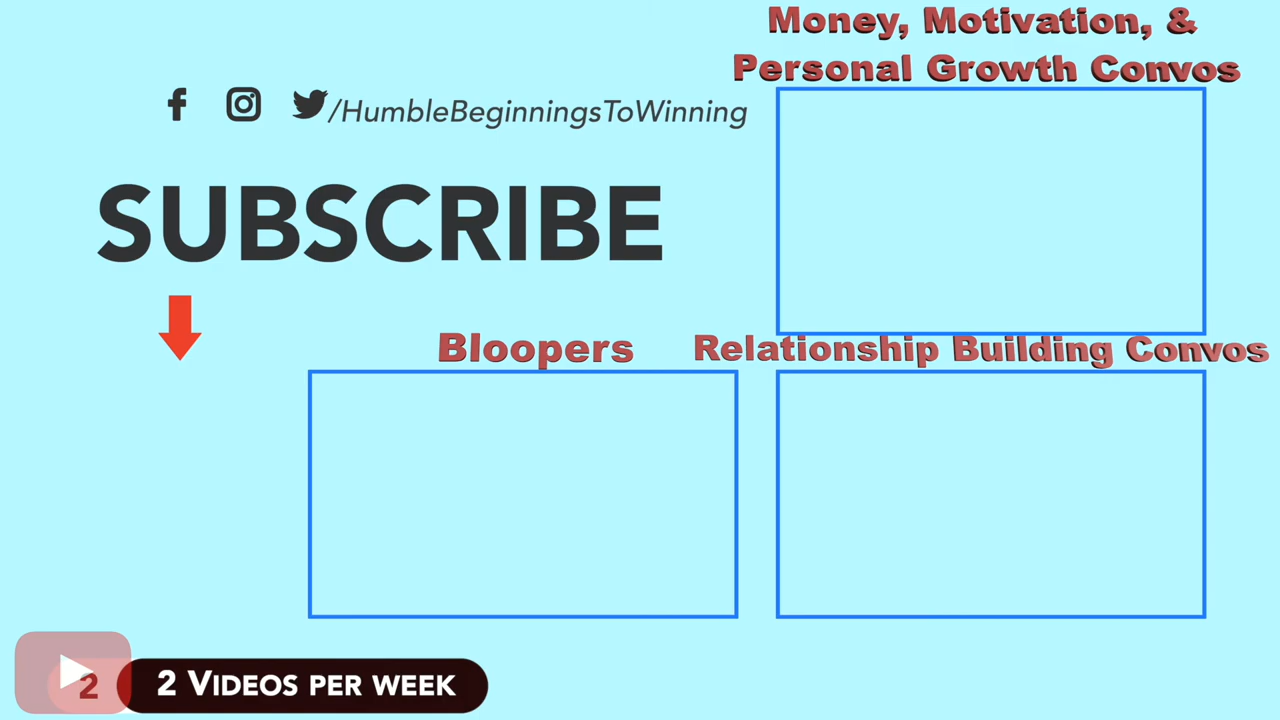 Money, Motivation, &
Personal Growth Convos
/HumbleBeginningsToWinning
SUBSCRIBE
Bloopers
Relationship Building Convos
2
2 Videos per week